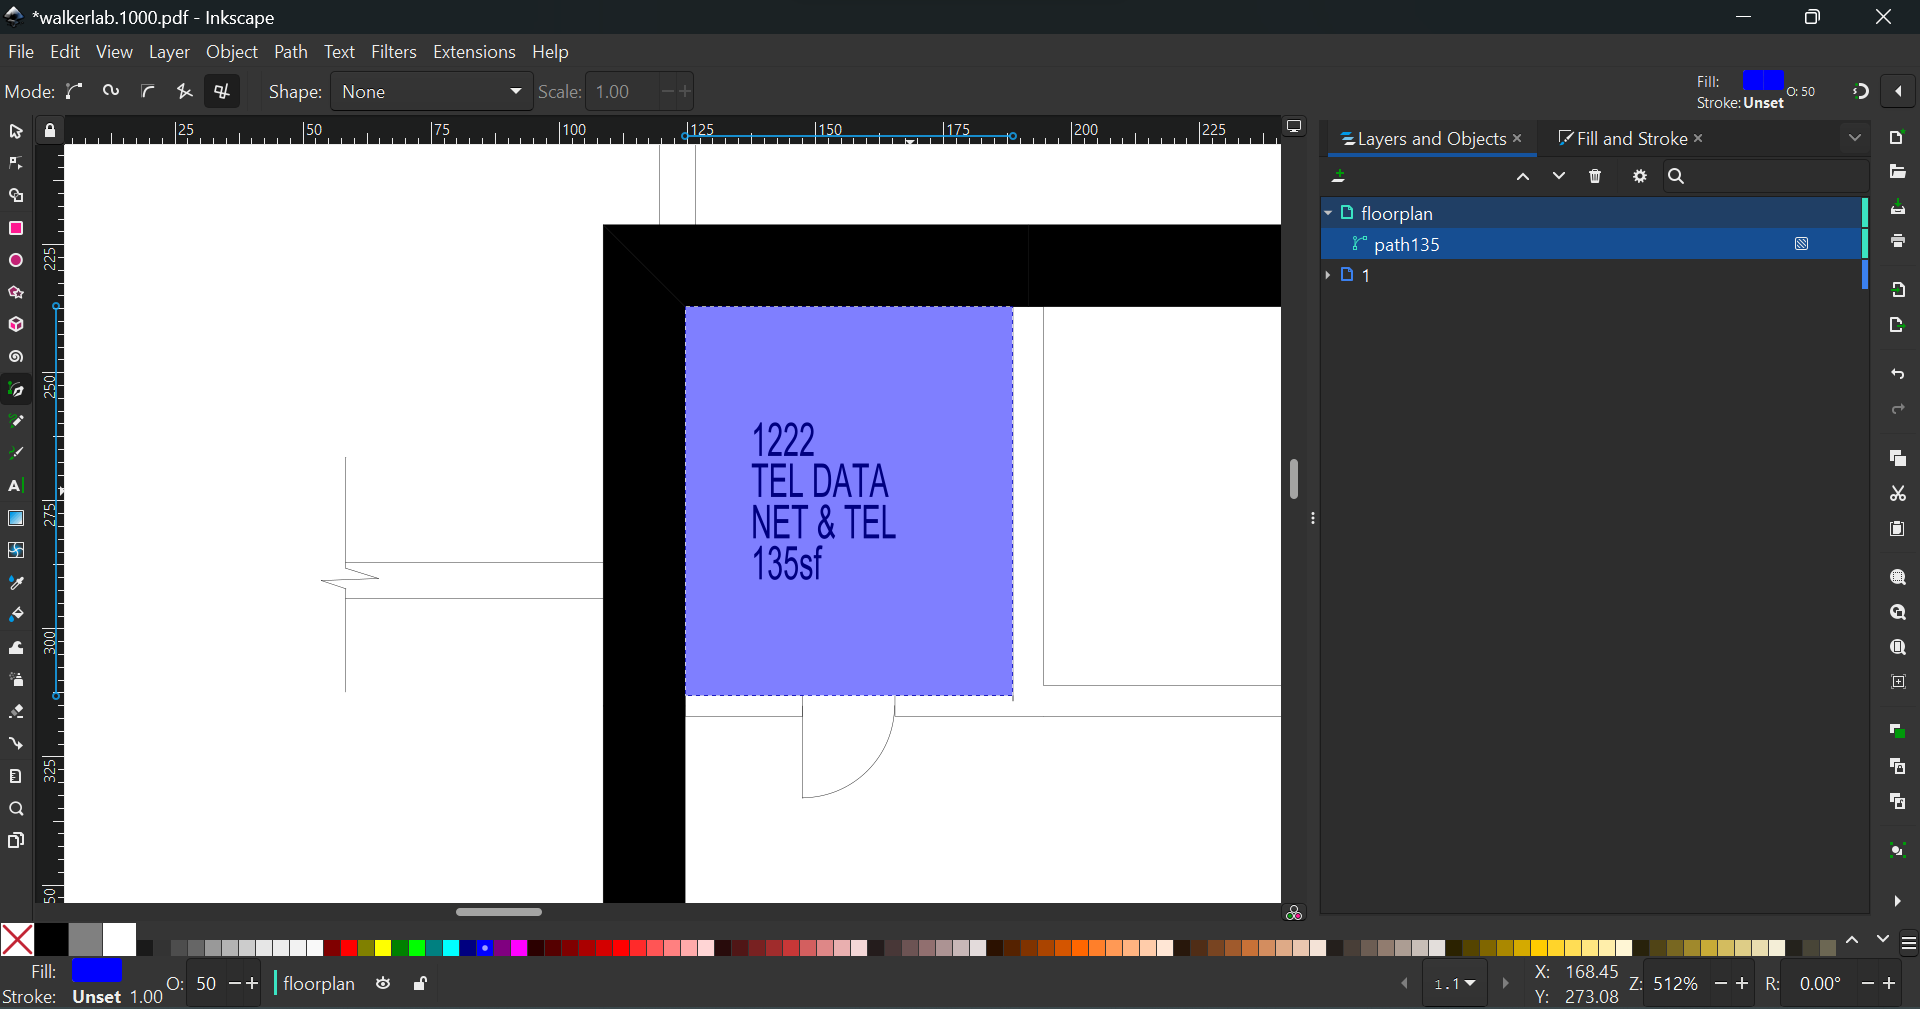 *walkerlab.1000.pdf - Inkscape
File Edit View Layer Object Path Text Filters Extensions Help
Mode: Shape: None Scale: 1.00
Fill: O: 50
Stroke: Unset
25 50 75 100 125 150 175 200 225
Layers and Objects
Fill and Stroke
floorplan
path135
1
225
250
275
300
325
50
1222
TEL DATA
NET & TEL
135sf
Fill: O: 50 floorplan
Stroke: Unset 1.00
1.1
X: 168.45
Y: 273.08
Z: 512%
R: 0.00°